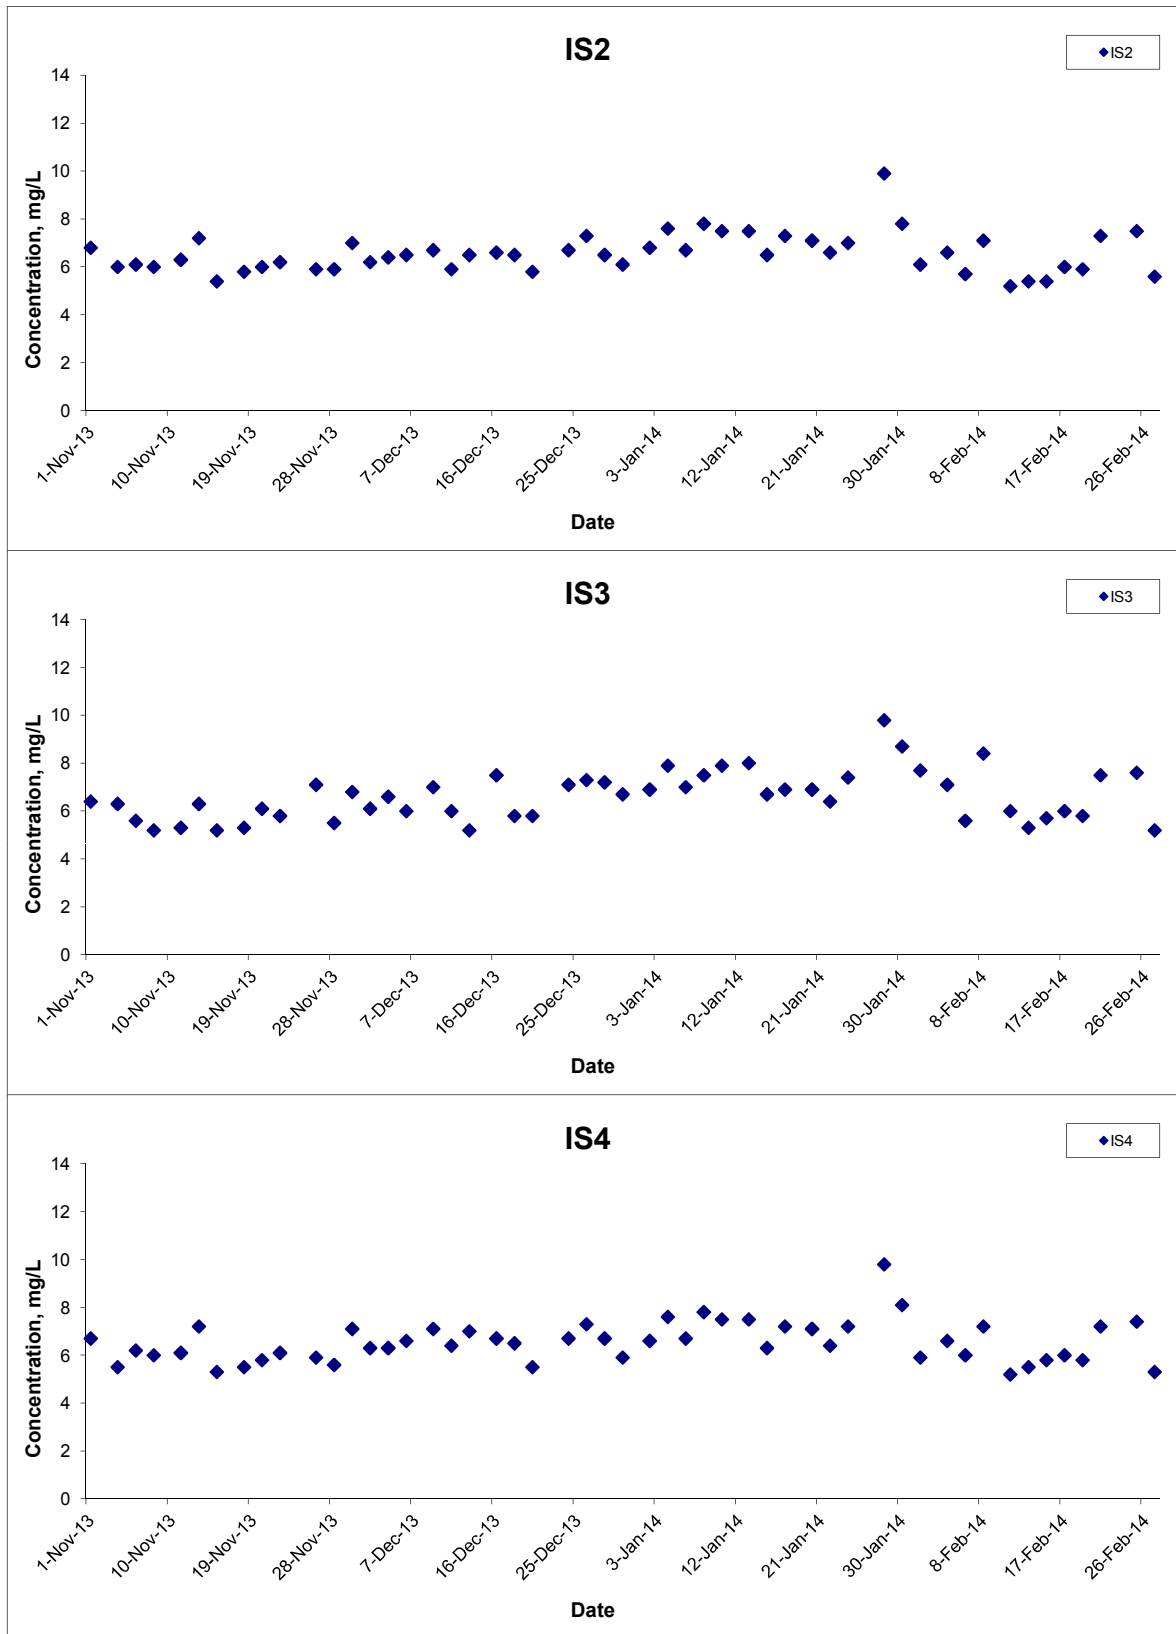 IS2
IS2
Concentration, mg/L
14
12
10
8
6
4
2
0
1-Nov-13
10-Nov-13
19-Nov-13
28-Nov-13
7-Dec-13
16-Dec-13
25-Dec-13
3-Jan-14
12-Jan-14
21-Jan-14
30-Jan-14
8-Feb-14
17-Feb-14
26-Feb-14
Date
IS3
IS3
Concentration, mg/L
14
12
10
8
6
4
2
0
1-Nov-13
10-Nov-13
19-Nov-13
28-Nov-13
7-Dec-13
16-Dec-13
25-Dec-13
3-Jan-14
12-Jan-14
21-Jan-14
30-Jan-14
8-Feb-14
17-Feb-14
26-Feb-14
Date
IS4
IS4
Concentration, mg/L
14
12
10
8
6
4
2
0
1-Nov-13
10-Nov-13
19-Nov-13
28-Nov-13
7-Dec-13
16-Dec-13
25-Dec-13
3-Jan-14
12-Jan-14
21-Jan-14
30-Jan-14
8-Feb-14
17-Feb-14
26-Feb-14
Date